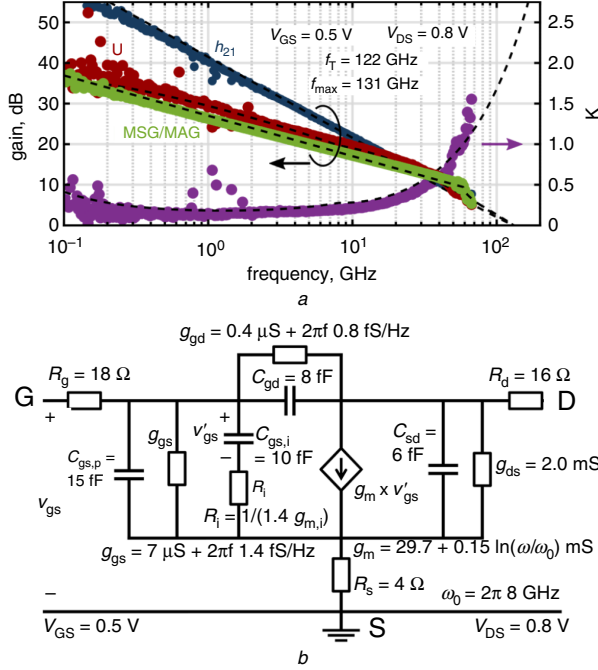 50
40
30
20
10
0
gain, dB
U
h21
MSG/MAG
VGS = 0.5 V
VDS = 0.8 V
fT = 122 GHz
fmax = 131 GHz
2.5
2.0
1.5
1.0
0.5
0
K
10⁻¹
10⁰
10¹
10²
frequency, GHz
a
ggd = 0.4 μS + 2πf 0.8 fS/Hz
Rg = 18 Ω
Cgd = 8 fF
Rd = 16 Ω
G
D
+
+
v'gs
−
Cgs,i
= 10 fF
Cgs,p =
15 fF
ggs
vgs
Ri
Ri = 1/(1.4 gm,i)
gm x v'gs
Csd =
6 fF
gds = 2.0 mS
ggs = 7 μS + 2πf 1.4 fS/Hz
gm = 29.7 + 0.15 ln(ω/ω0) mS
Rs = 4 Ω
ω0 = 2π 8 GHz
−
S
VGS = 0.5 V
VDS = 0.8 V
b